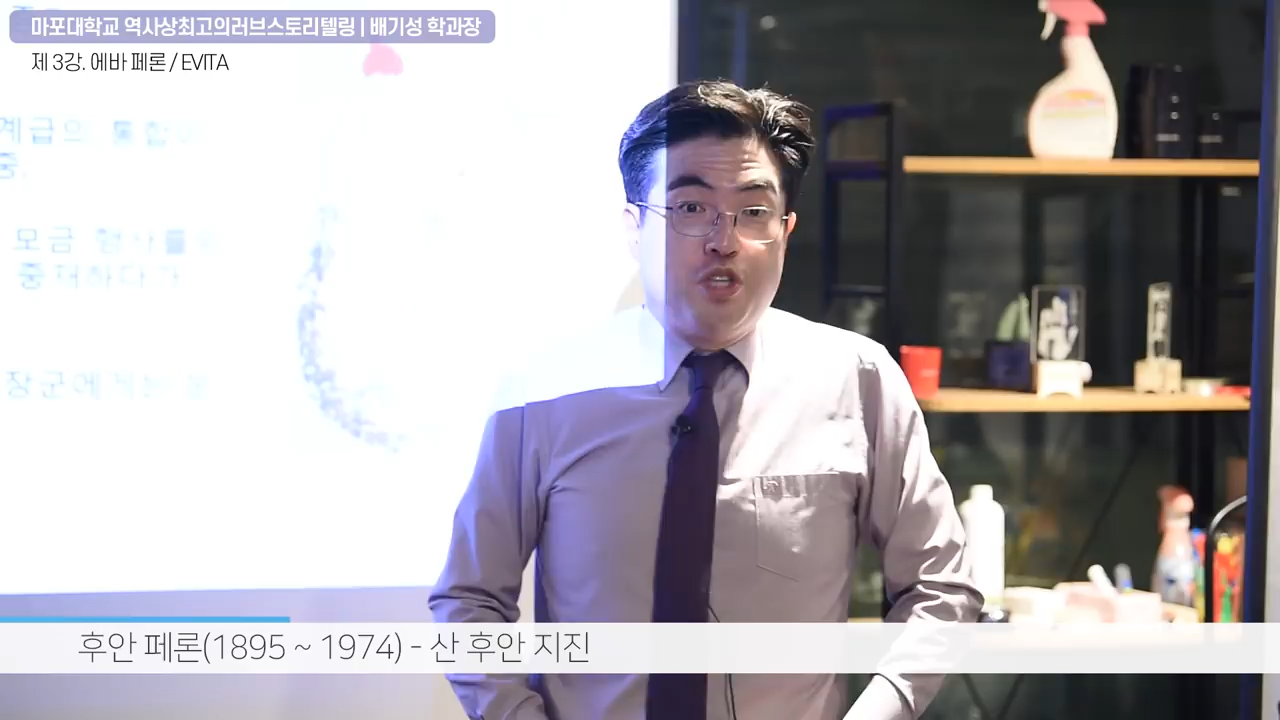 마포대학교 역사상최고의러브스토리텔링 | 배기성 학과장
제 3강. 에바 페론 / EVITA
계급의 통합이
중
모금 행사를
중재하다가
장군에게는
후안 페론(1895 ~ 1974) - 산 후안 지진